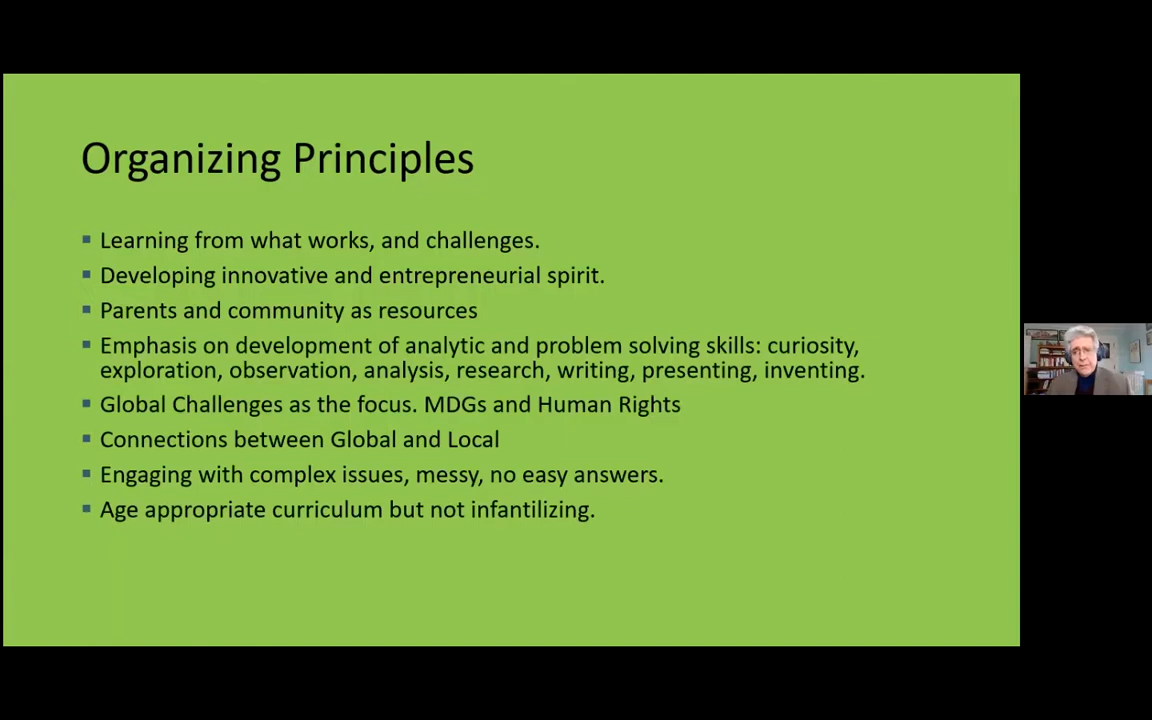 Organizing Principles
▪ Learning from what works, and challenges.
▪ Developing innovative and entrepreneurial spirit.
▪ Parents and community as resources
▪ Emphasis on development of analytic and problem solving skills: curiosity,
exploration, observation, analysis, research, writing, presenting, inventing.
▪ Global Challenges as the focus. MDGs and Human Rights
▪ Connections between Global and Local
▪ Engaging with complex issues, messy, no easy answers.
▪ Age appropriate curriculum but not infantilizing.